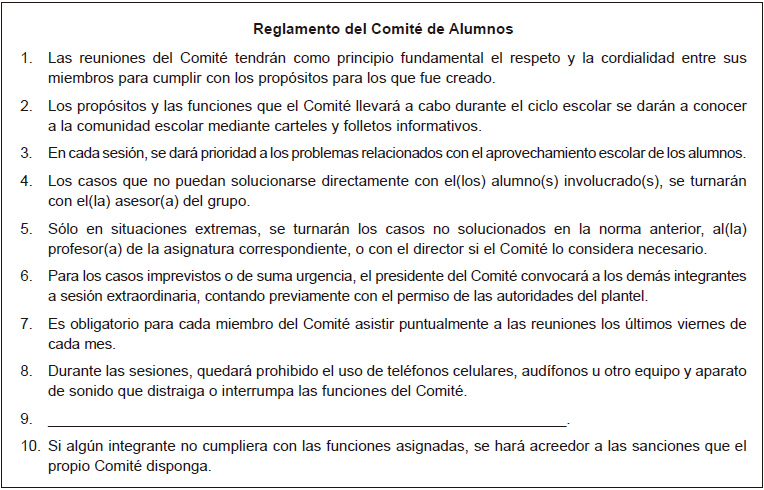 Reglamento del Comité de Alumnos
1. Las reuniones del Comité tendrán como principio fundamental el respeto y la cordialidad entre sus
miembros para cumplir con los propósitos para los que fue creado.
2. Los propósitos y las funciones que el Comité llevará a cabo durante el ciclo escolar se darán a conocer
a la comunidad escolar mediante carteles y folletos informativos.
3. En cada sesión, se dará prioridad a los problemas relacionados con el aprovechamiento escolar de los alumnos.
4. Los casos que no puedan solucionarse directamente con el(los) alumno(s) involucrado(s), se turnarán
con el(la) asesor(a) del grupo.
5. Sólo en situaciones extremas, se turnarán los casos no solucionados en la norma anterior, al(la)
profesor(a) de la asignatura correspondiente, o con el director si el Comité lo considera necesario.
6. Para los casos imprevistos o de suma urgencia, el presidente del Comité convocará a los demás integrantes
a sesión extraordinaria, contando previamente con el permiso de las autoridades del plantel.
7. Es obligatorio para cada miembro del Comité asistir puntualmente a las reuniones los últimos viernes de
cada mes.
8. Durante las sesiones, quedará prohibido el uso de teléfonos celulares, audífonos u otro equipo y aparato
de sonido que distraiga o interrumpa las funciones del Comité.
9. ______________________________________________________________.
10. Si algún integrante no cumpliera con las funciones asignadas, se hará acreedor a las sanciones que el
propio Comité disponga.